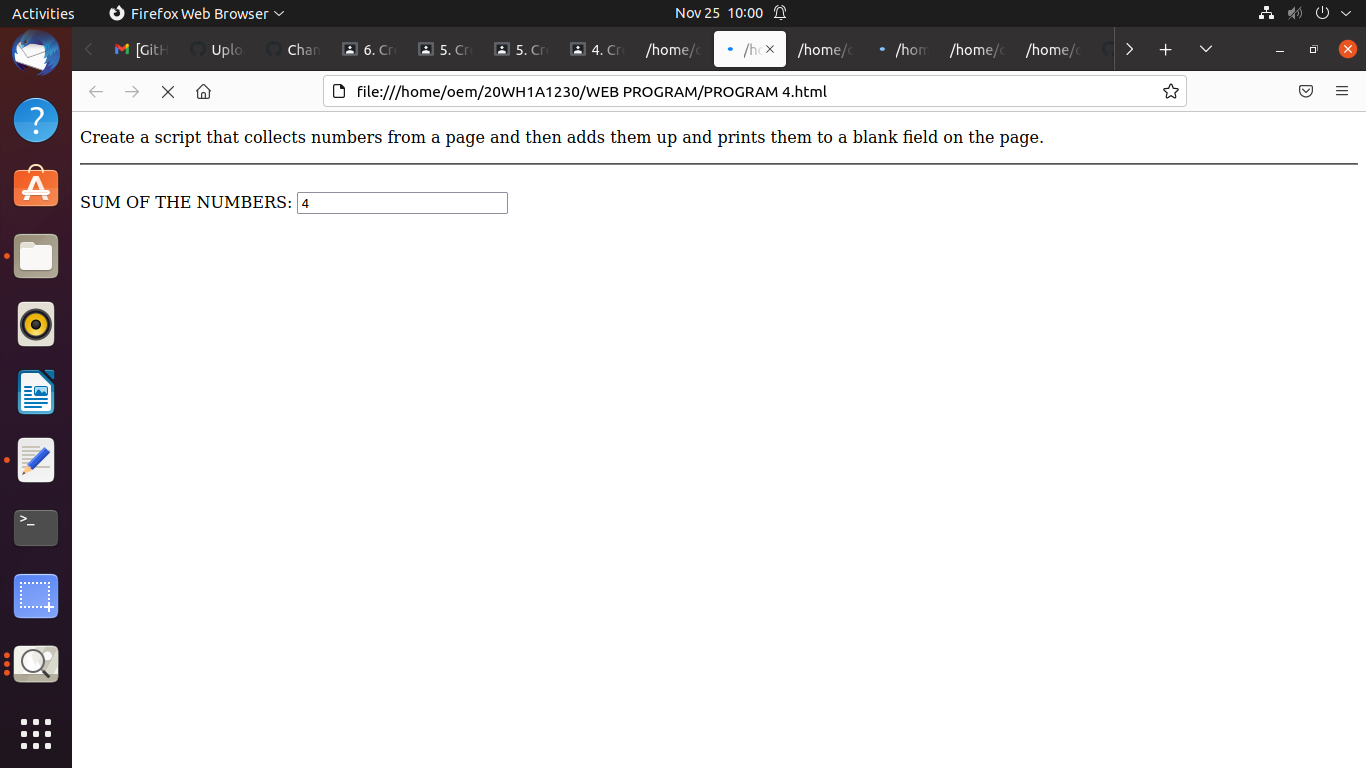 Activities
Firefox Web Browser
Nov 25 10:00
[GitH
Uplo
Chan
6. Cr
5. Cr
5. Cr
4. Cr
/home/
/ho
/home/
/hom
/home/
/home/
file:///home/oem/20WH1A1230/WEB PROGRAM/PROGRAM 4.html
Create a script that collects numbers from a page and then adds them up and prints them to a blank field on the page.
SUM OF THE NUMBERS: 4